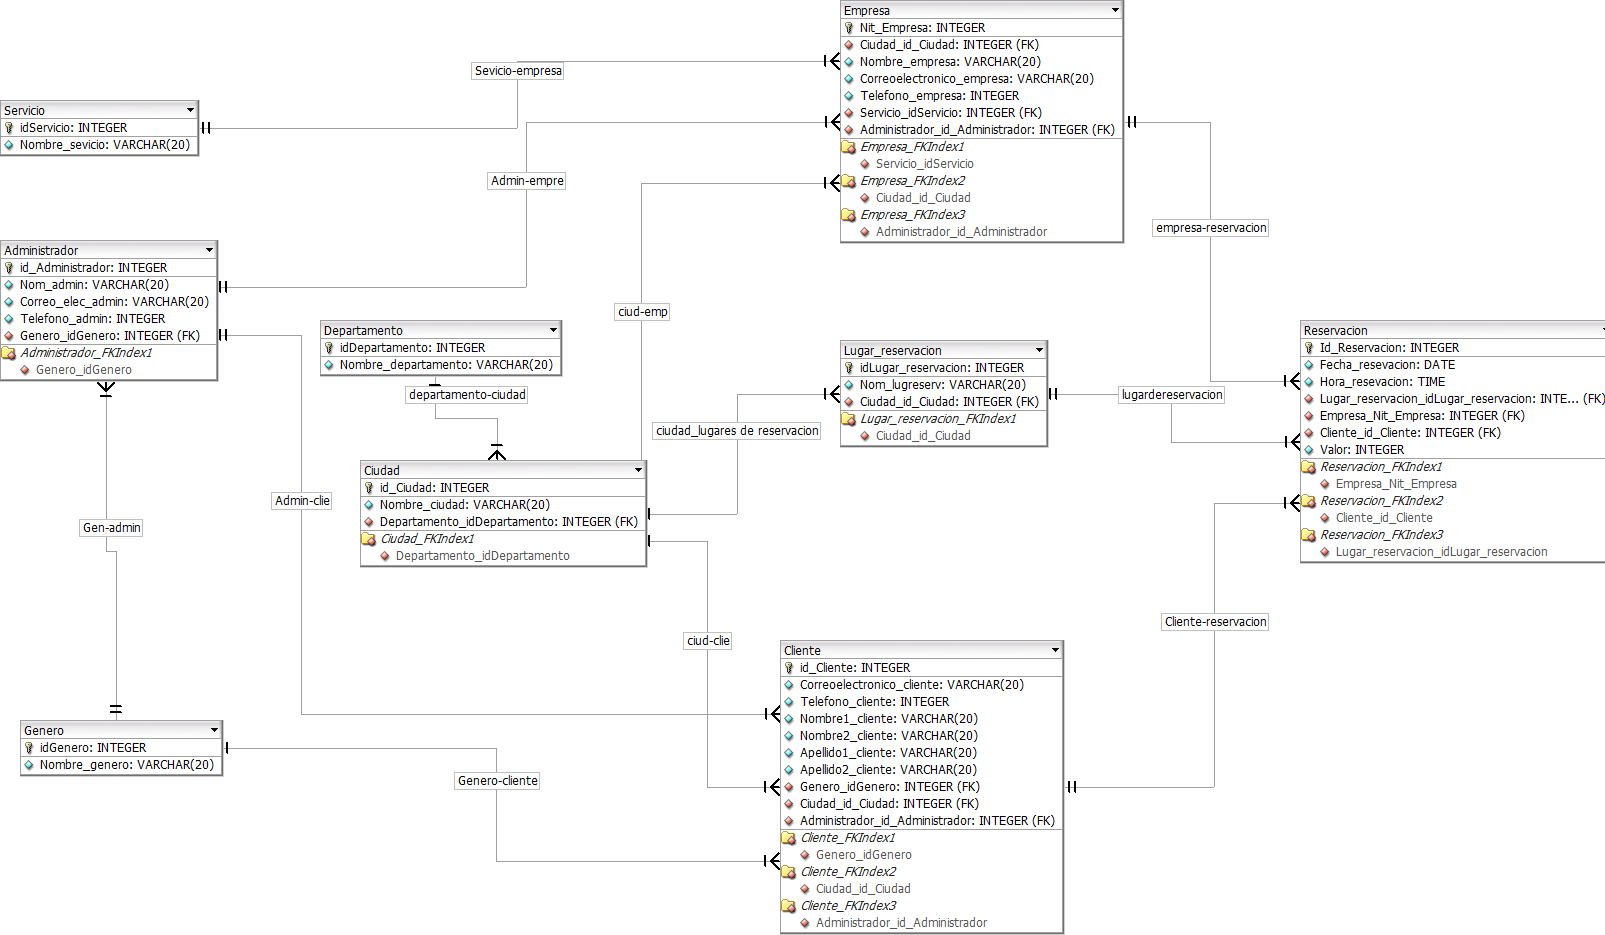 Empresa
Nit_Empresa: INTEGER
Ciudad_id_Ciudad: INTEGER (FK)
Nombre_empresa: VARCHAR(20)
Correoelectronico_empresa: VARCHAR(20)
Telefono_empresa: INTEGER
Servicio_idServicio: INTEGER (FK)
Administrador_id_Administrador: INTEGER (FK)
Empresa_FKIndex1
Servicio_idServicio
Empresa_FKIndex2
Ciudad_id_Ciudad
Empresa_FKIndex3
Administrador_id_Administrador
Sevicio-empresa
Servicio
idServicio: INTEGER
Nombre_sevicio: VARCHAR(20)
Admin-empre
empresa-reservacion
Administrador
id_Administrador: INTEGER
Nom_admin: VARCHAR(20)
Correo_elec_admin: VARCHAR(20)
Telefono_admin: INTEGER
Genero_idGenero: INTEGER (FK)
Administrador_FKIndex1
Genero_idGenero
ciud-emp
Departamento
idDepartamento: INTEGER
Nombre_departamento: VARCHAR(20)
departamento-ciudad
Lugar_reservacion
idLugar_reservacion: INTEGER
Nom_lugreserv: VARCHAR(20)
Ciudad_id_Ciudad: INTEGER (FK)
Lugar_reservacion_FKIndex1
Ciudad_id_Ciudad
lugardereservacion
Reservacion
Id_Reservacion: INTEGER
Fecha_resevacion: DATE
Hora_resevacion: TIME
Lugar_reservacion_idLugar_reservacion: INTE... (FK)
Empresa_Nit_Empresa: INTEGER (FK)
Cliente_id_Cliente: INTEGER (FK)
Valor: INTEGER
Reservacion_FKIndex1
Empresa_Nit_Empresa
Reservacion_FKIndex2
Cliente_id_Cliente
Reservacion_FKIndex3
Lugar_reservacion_idLugar_reservacion
ciudad_lugares de reservacion
Ciudad
id_Ciudad: INTEGER
Nombre_ciudad: VARCHAR(20)
Departamento_idDepartamento: INTEGER (FK)
Ciudad_FKIndex1
Departamento_idDepartamento
Admin-clie
Gen-admin
ciud-clie
Cliente-reservacion
Cliente
id_Cliente: INTEGER
Correoelectronico_cliente: VARCHAR(20)
Telefono_cliente: INTEGER
Nombre1_cliente: VARCHAR(20)
Nombre2_cliente: VARCHAR(20)
Apellido1_cliente: VARCHAR(20)
Apellido2_cliente: VARCHAR(20)
Genero_idGenero: INTEGER (FK)
Ciudad_id_Ciudad: INTEGER (FK)
Administrador_id_Administrador: INTEGER (FK)
Cliente_FKIndex1
Genero_idGenero
Cliente_FKIndex2
Ciudad_id_Ciudad
Cliente_FKIndex3
Administrador_id_Administrador
Genero
idGenero: INTEGER
Nombre_genero: VARCHAR(20)
Genero-cliente